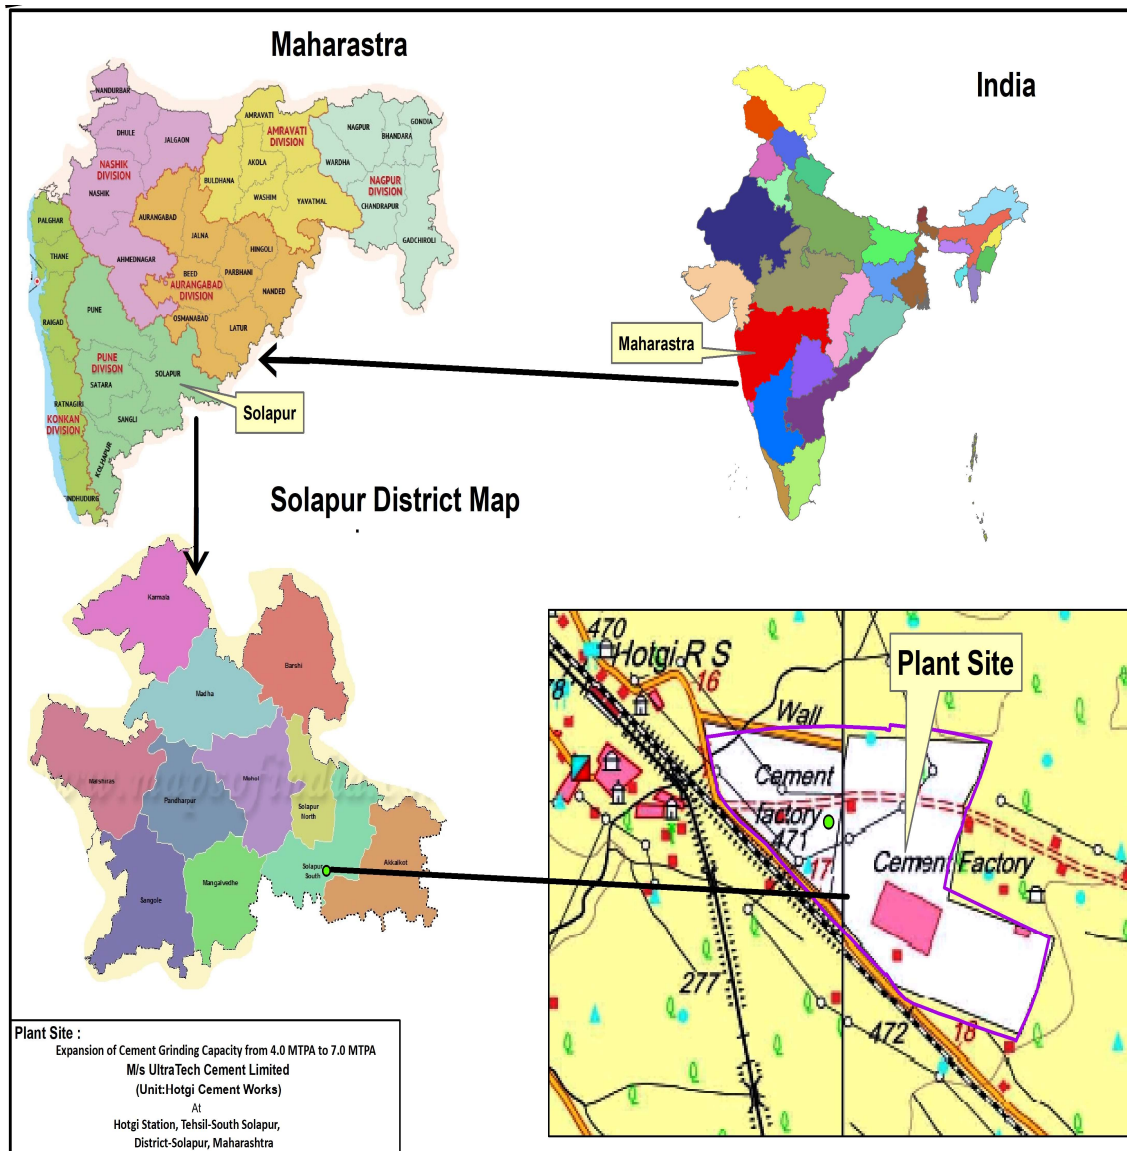 Maharastra
India
NANDURBAR
DHULE
JALGAON
NASHIK
DIVISION
NASHIK
AHMEDNAGAR
AMRAVATI
AMRAVATI
DIVISION
AKOLA
BULDHANA
WASHIM
YAVATMAL
NAGPUR
GONDIA
BHANDARA
WARDHA
NAGPUR
DIVISION
CHANDRAPUR
GADCHIROLI
AURANGABAD
JALNA
HINGOLI
BEED
PARBHANI
AURANGABAD
DIVISION
NANDED
OSMANABAD
LATUR
PALGHAR
THANE
RAIGAD
PUNE
PUNE
DIVISON
SATARA
SOLAPUR
RATNAGIRI
SANGLI
KONKAN
DIVISION
KOLHAPUR
INDHUDURG
Solapur
Maharastra
Solapur District Map
Karmala
Barshi
Madha
Malshiras
Mohol
Pandharpur
Solapur
North
Solapur
South
Akkalkot
Mangalvedhe
Sangole
www.mapsofindia.c
470
Hotgi R S
78
16
Wall
Plant Site
Cement
factory
471
17
Cement Factory
277
472
18
Plant Site :
Expansion of Cement Grinding Capacity from 4.0 MTPA to 7.0 MTPA
M/s UltraTech Cement Limited
(Unit:Hotgi Cement Works)
At
Hotgi Station, Tehsil-South Solapur,
District-Solapur, Maharashtra